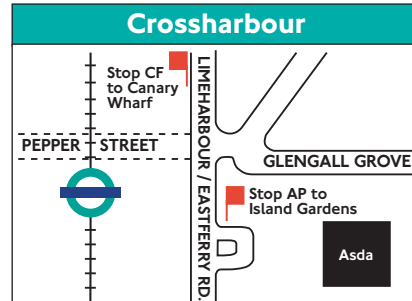 Crossharbour
Stop CF
to Canary
Wharf
PEPPER STREET
LIMEHARBOUR / EASTFERRY RD.
GLENGALL GROVE
Stop AP to
Island Gardens
Asda